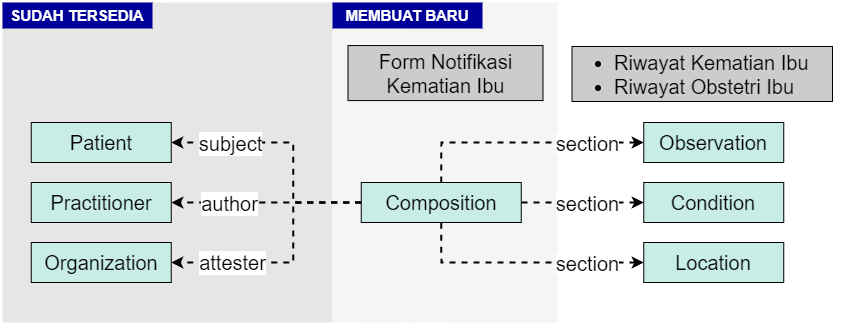 SUDAH TERSEDIA
MEMBUAT BARU
Form Notifikasi
Kematian Ibu
• Riwayat Kematian Ibu
• Riwayat Obstetri Ibu
Patient
subject
section
Observation
Practitioner
author
Composition
section
Condition
Organization
attester
section
Location